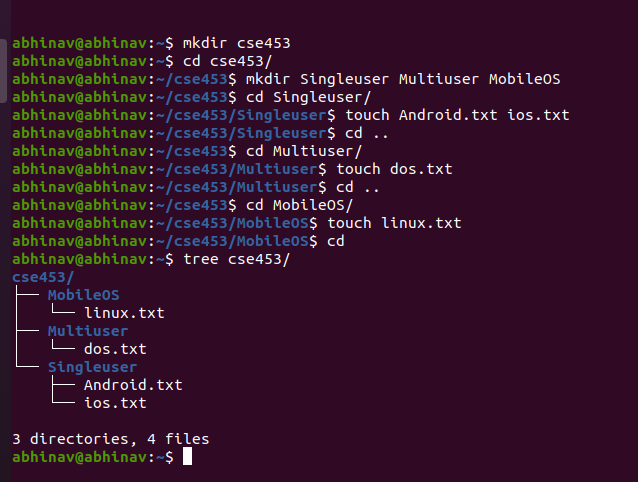 abhinav@abhinav:~$ mkdir cse453
abhinav@abhinav:~$ cd cse453/
abhinav@abhinav:~/cse453$ mkdir Singleuser Multiuser MobileOS
abhinav@abhinav:~/cse453$ cd Singleuser/
abhinav@abhinav:~/cse453/Singleuser$ touch Android.txt ios.txt
abhinav@abhinav:~/cse453/Singleuser$ cd ..
abhinav@abhinav:~/cse453$ cd Multiuser/
abhinav@abhinav:~/cse453/Multiuser$ touch dos.txt
abhinav@abhinav:~/cse453/Multiuser$ cd ..
abhinav@abhinav:~/cse453$ cd MobileOS/
abhinav@abhinav:~/cse453/MobileOS$ touch linux.txt
abhinav@abhinav:~/cse453/MobileOS$ cd
abhinav@abhinav:~$ tree cse453/
cse453/
├── MobileOS
│   └── linux.txt
├── Multiuser
│   └── dos.txt
└── Singleuser
    ├── Android.txt
    └── ios.txt

3 directories, 4 files
abhinav@abhinav:~$